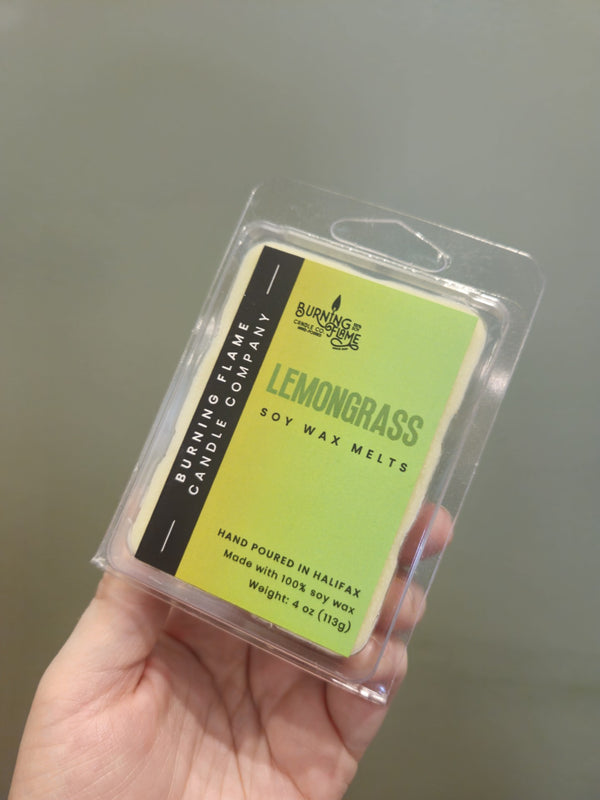 BURNING FLAME
CANDLE COMPANY
BURNING
CANDLE CO
FLAME
LEMONGRASS
SOY WAX MELTS
HAND POURED IN HALIFAX
Made with 100% soy wax
Weight: 4 oz (113g)